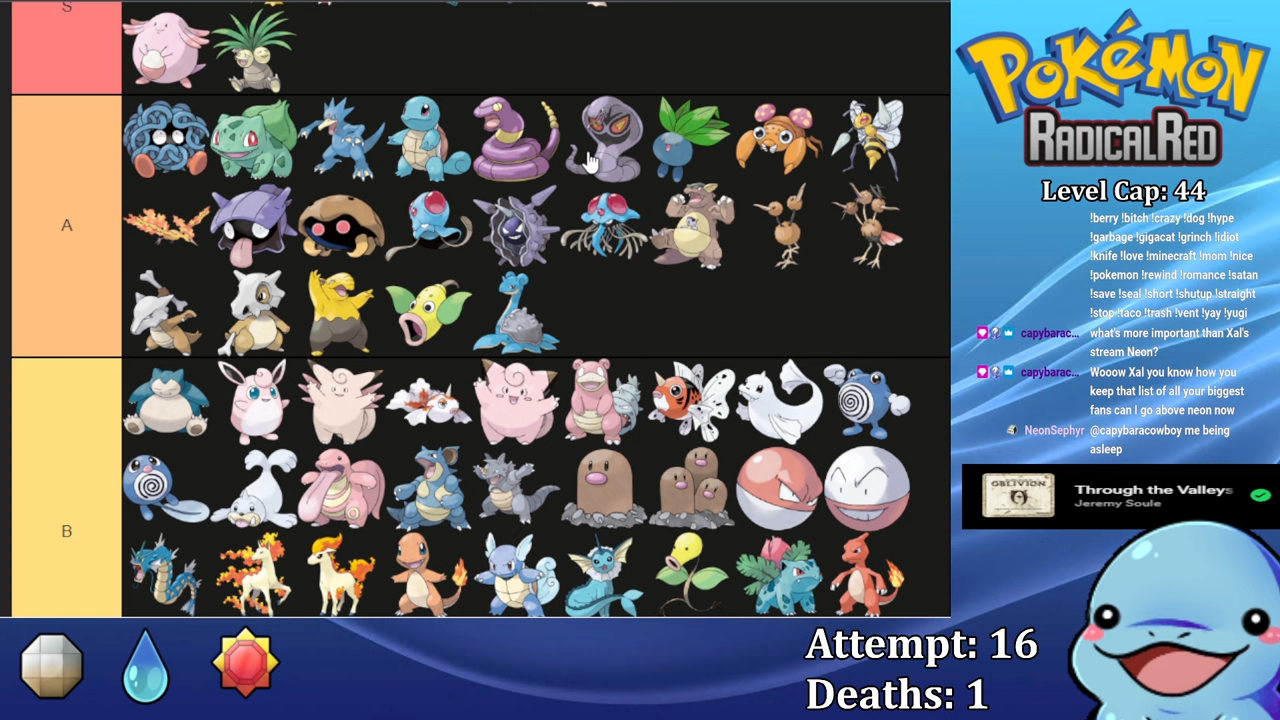 S
A
B
POKéMON
RADICAL RED
Level Cap: 44
!berry !bitch !crazy !dog !hype
!garbage !gigacat !grinch !idiot
!knife !love !minecraft !mom !nice
!pokemon !rewind !romance !satan
!save !seal !short !shutup !straight
!stop !taco !trash !vent !yay !yugi
capybarac... what's more important than Xal's
stream Neon?
capybarac... Wooow Xal you know how you
keep that list of all your biggest
fans can I go above neon now
NeonSephyr @capybaracowboy me being
asleep
OBLIVION
Through the Valleys
Jeremy Soule
Attempt: 16
Deaths: 1